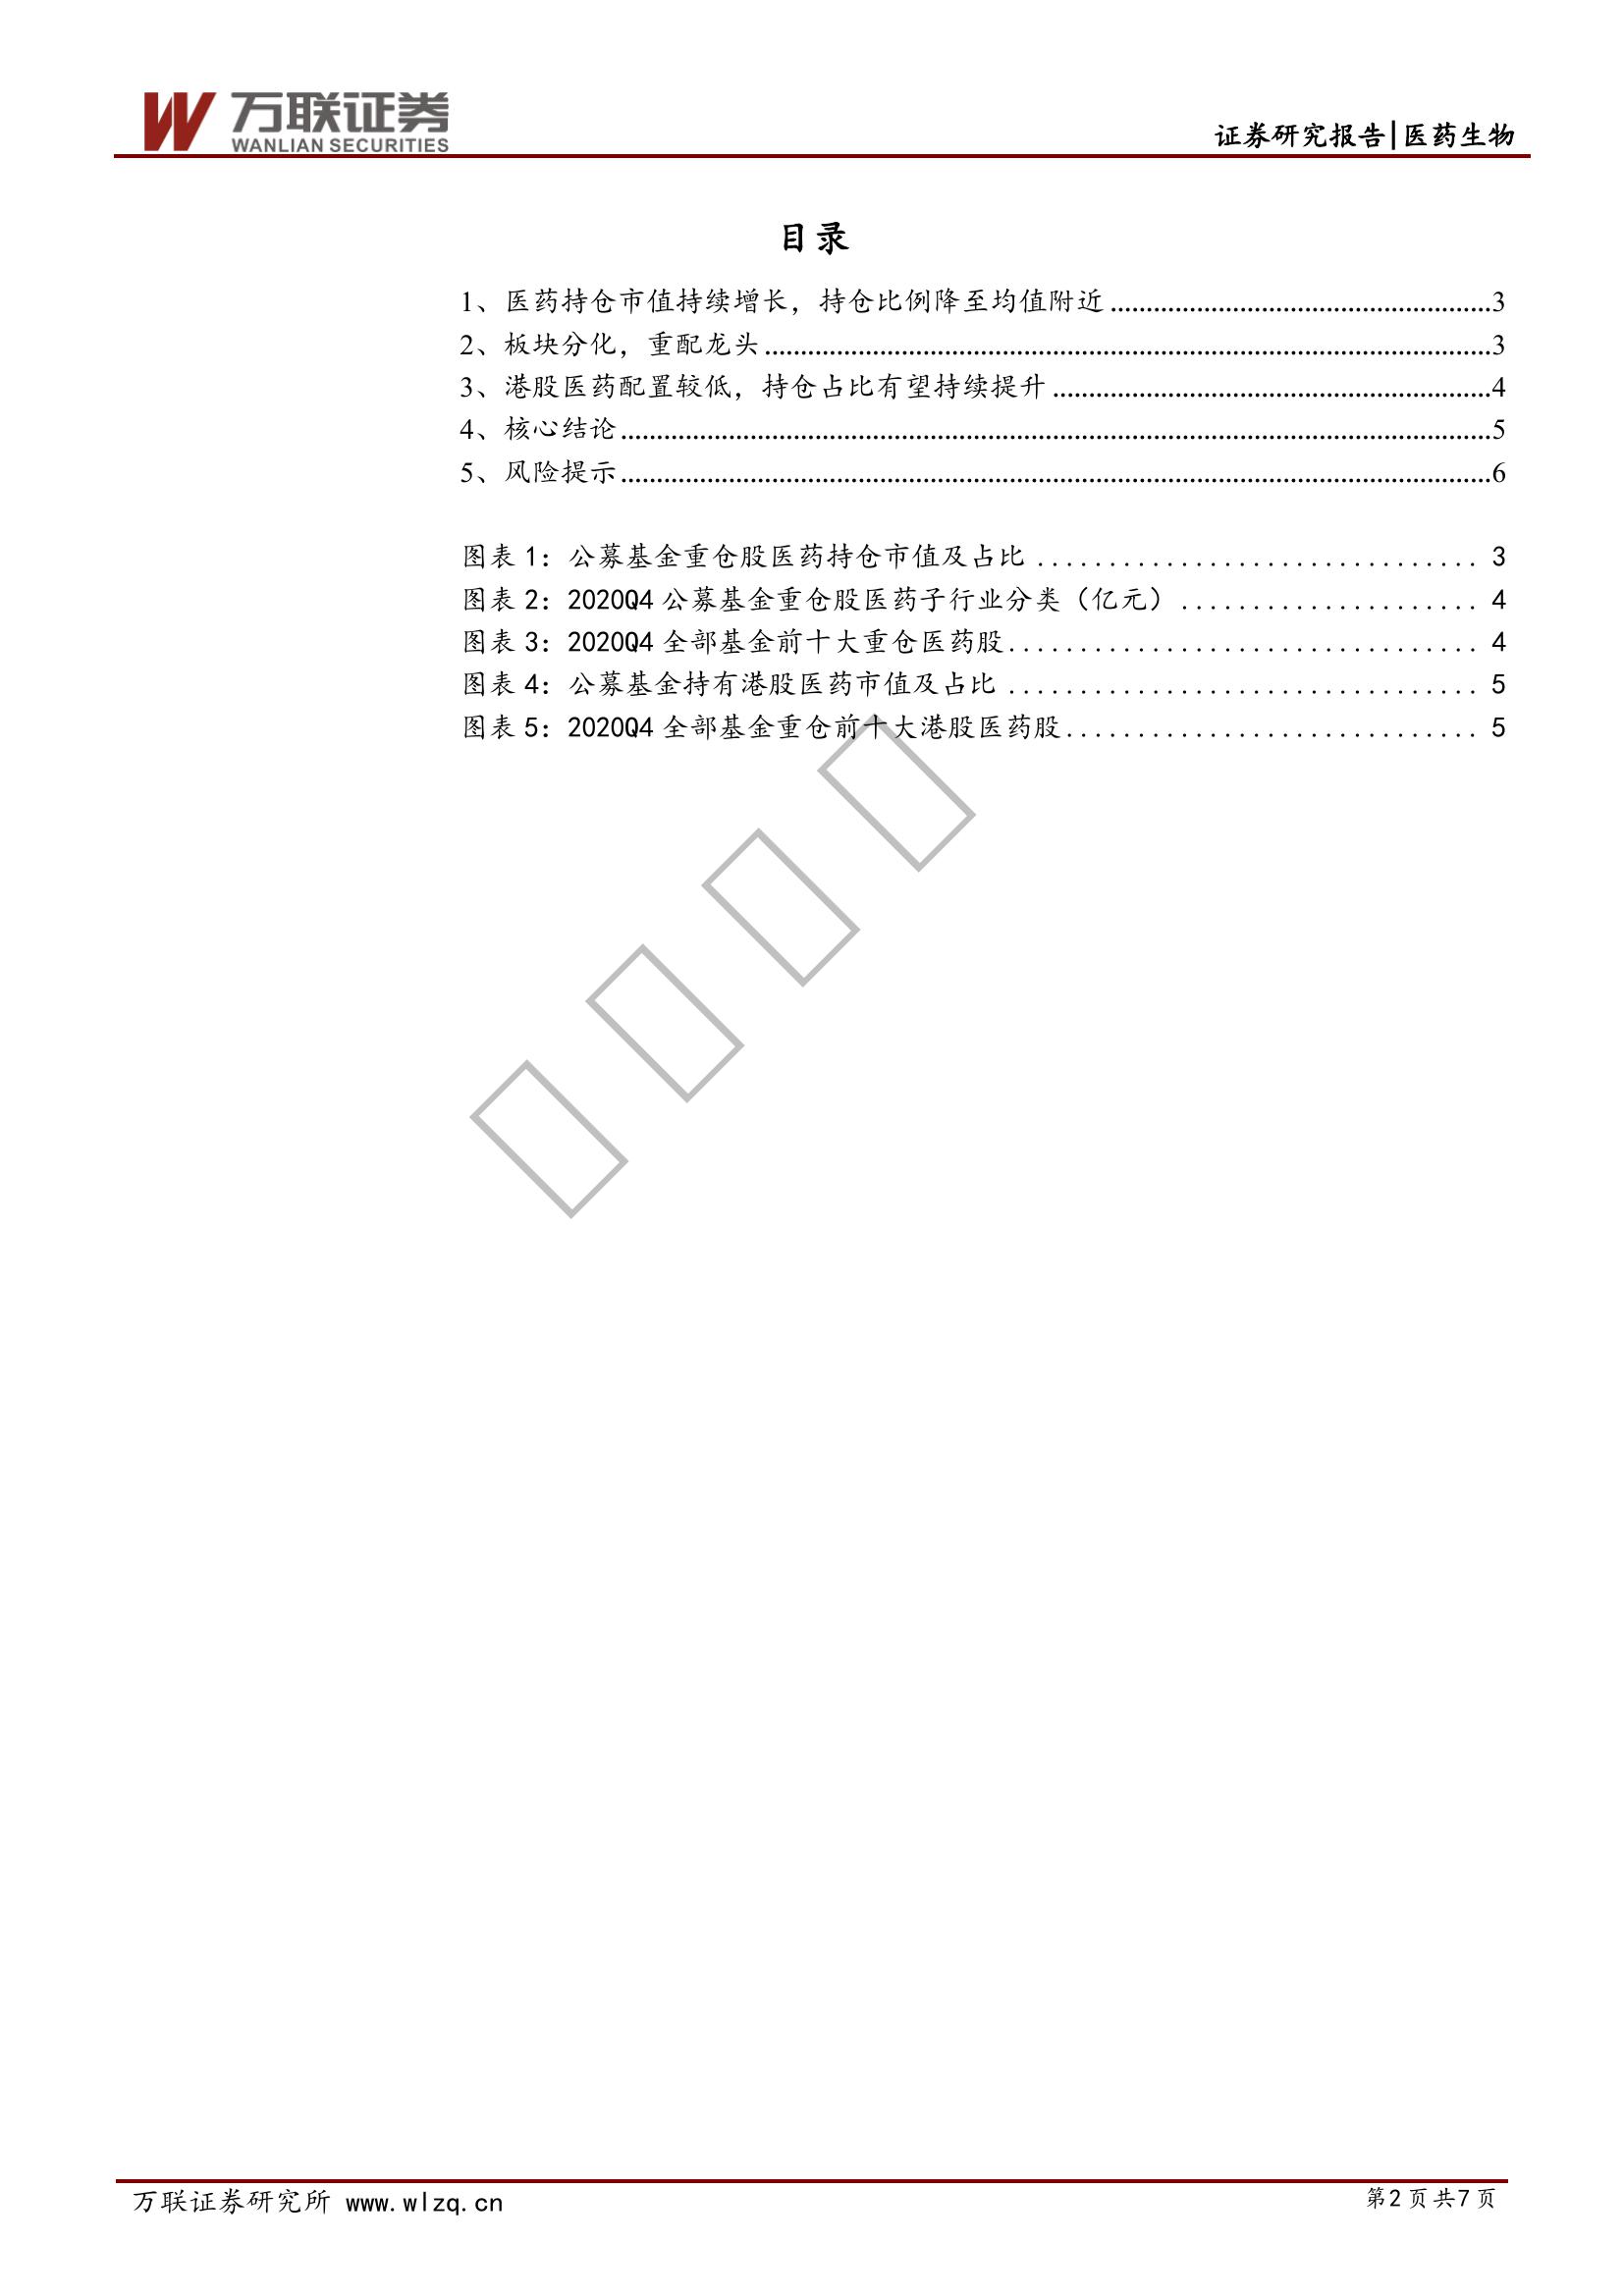 万联证券
WANLIAN SECURITIES
证券研究报告|医药生物
目录
1、医药持仓市值持续增长，持仓比例降至均值附近.....................................................3
2、板块分化，重配龙头.....................................................................................................3
3、港股医药配置较低，持仓占比有望持续提升.............................................................4
4、核心结论.........................................................................................................................5
5、风险提示.........................................................................................................................6
图表 1：公募基金重仓股医药持仓市值及占比 ............................... 3
图表 2：2020Q4 公募基金重仓股医药子行业分类（亿元） ..................... 4
图表 3：2020Q4 全部基金前十大重仓医药股................................. 4
图表 4：公募基金持有港股医药市值及占比 ................................. 5
图表 5：2020Q4 全部基金重仓前十大港股医药股............................. 5
万联证券研究所 www.wlzq.cn
第2页共7页